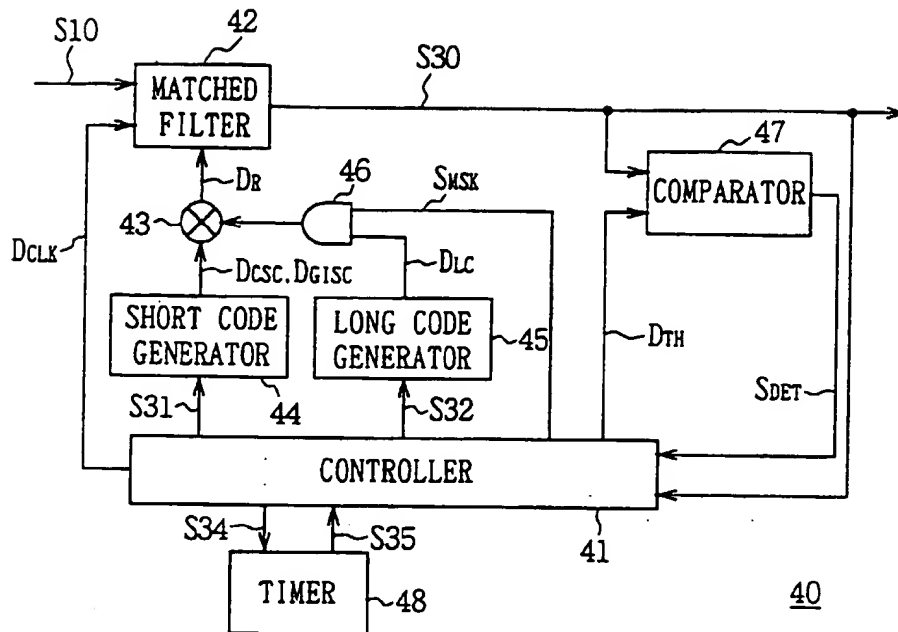 42
S10
S30
MATCHED
FILTER
47
COMPARATOR
DR
46
SMSK
43
DCLK
DCSC.DGISC
DLC
SHORT CODE
GENERATOR
LONG CODE
GENERATOR
45
DTH
44
S31
S32
SDET
CONTROLLER
S34
S35
41
TIMER
48
40